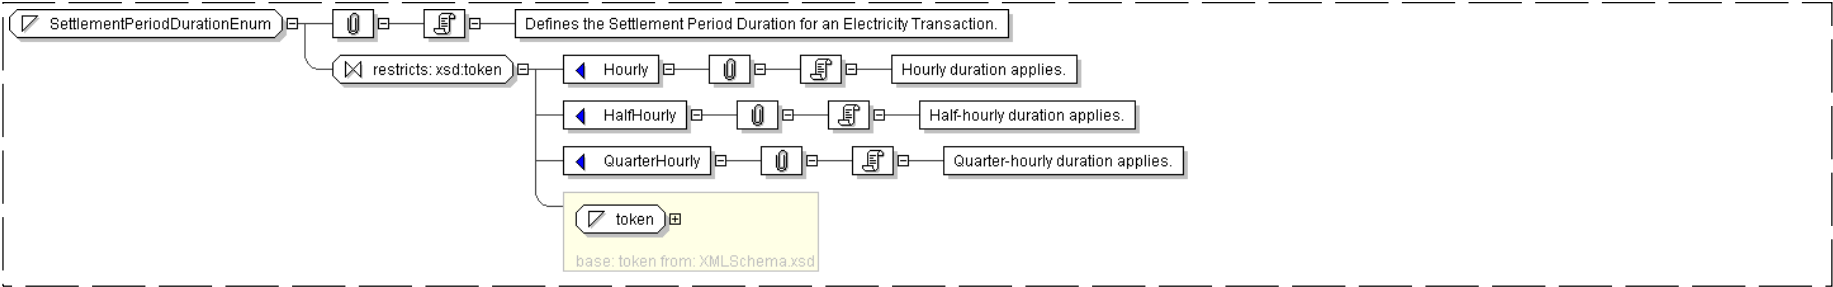 SettlementPeriodDurationEnum
Defines the Settlement Period Duration for an Electricity Transaction.
restricts: xsd:token
Hourly
Hourly duration applies.
HalfHourly
Half-hourly duration applies.
QuarterHourly
Quarter-hourly duration applies.
token
base: token from: XMLSchema.xsd